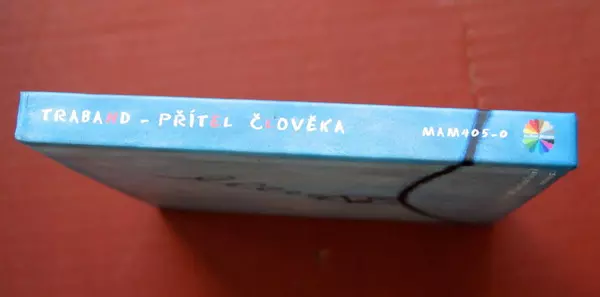 TRABAND - PŘÍTEL ČLOVĚKA MAM405-0